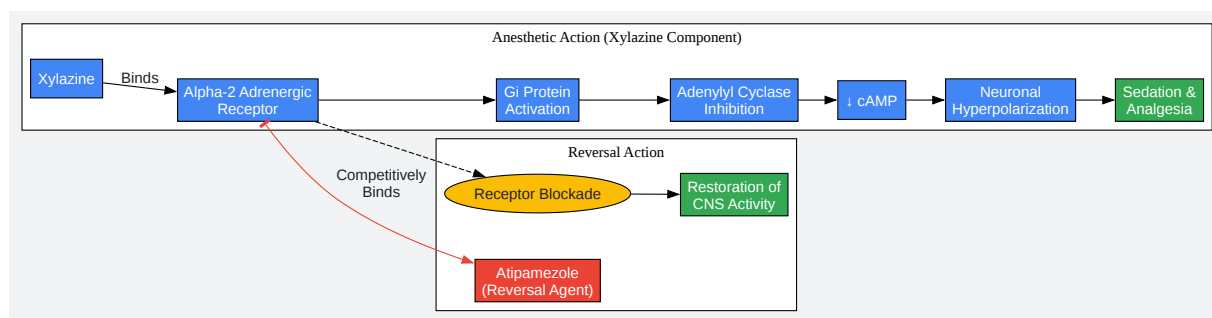 Anesthetic Action (Xylazine Component)
Xylazine
Binds
Alpha-2 Adrenergic
Receptor
Gi Protein
Activation
Adenylyl Cyclase
Inhibition
↓ cAMP
Neuronal
Hyperpolarization
Sedation &
Analgesia
Reversal Action
Competitively
Binds
Receptor Blockade
Restoration of
CNS Activity
Atipamezole
(Reversal Agent)